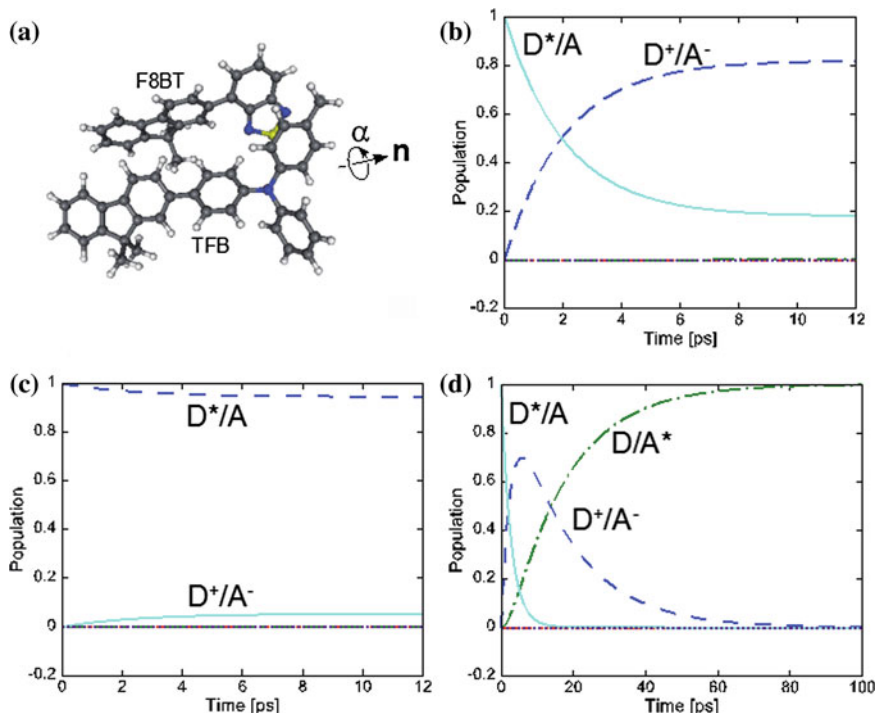 (a)
F8BT
TFB
α
n
(b)
D*/A
D⁺/A⁻
Population
1
0.8
0.6
0.4
0.2
0
-0.2
0 2 4 6 8 10 12
Time [ps]
(c)
D*/A
D⁺/A⁻
Population
1
0.8
0.6
0.4
0.2
0
-0.2
0 2 4 6 8 10 12
Time [ps]
(d)
D*/A
D/A*
D⁺/A⁻
Population
1
0.8
0.6
0.4
0.2
0
-0.2
0 20 40 60 80 100
Time [ps]